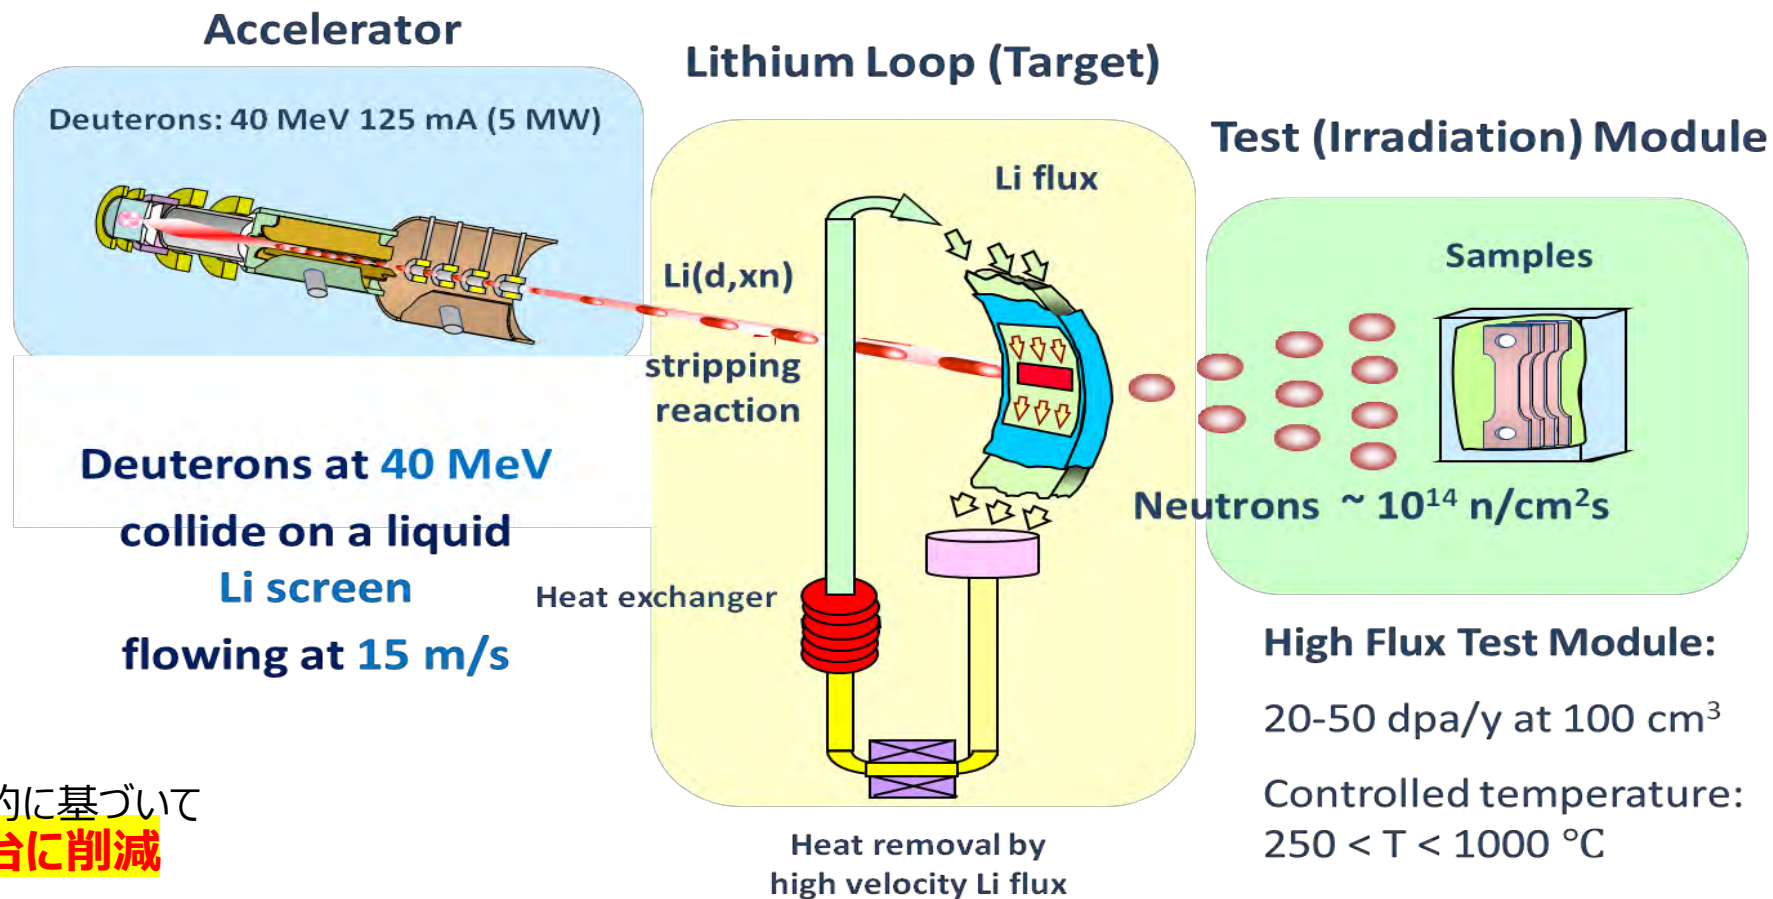 Accelerator
Deuterons: 40 MeV 125 mA (5 MW)
Deuterons at 40 MeV
collide on a liquid
Li screen
flowing at 15 m/s
的に基づいて
台に削減
Lithium Loop (Target)
Li flux
Li(d,xn)
stripping
reaction
Heat exchanger
Heat removal by
high velocity Li flux
Test (Irradiation) Module
Samples
Neutrons ~ 10¹⁴ n/cm²s
High Flux Test Module:
20-50 dpa/y at 100 cm³
Controlled temperature:
250 < T < 1000 °C